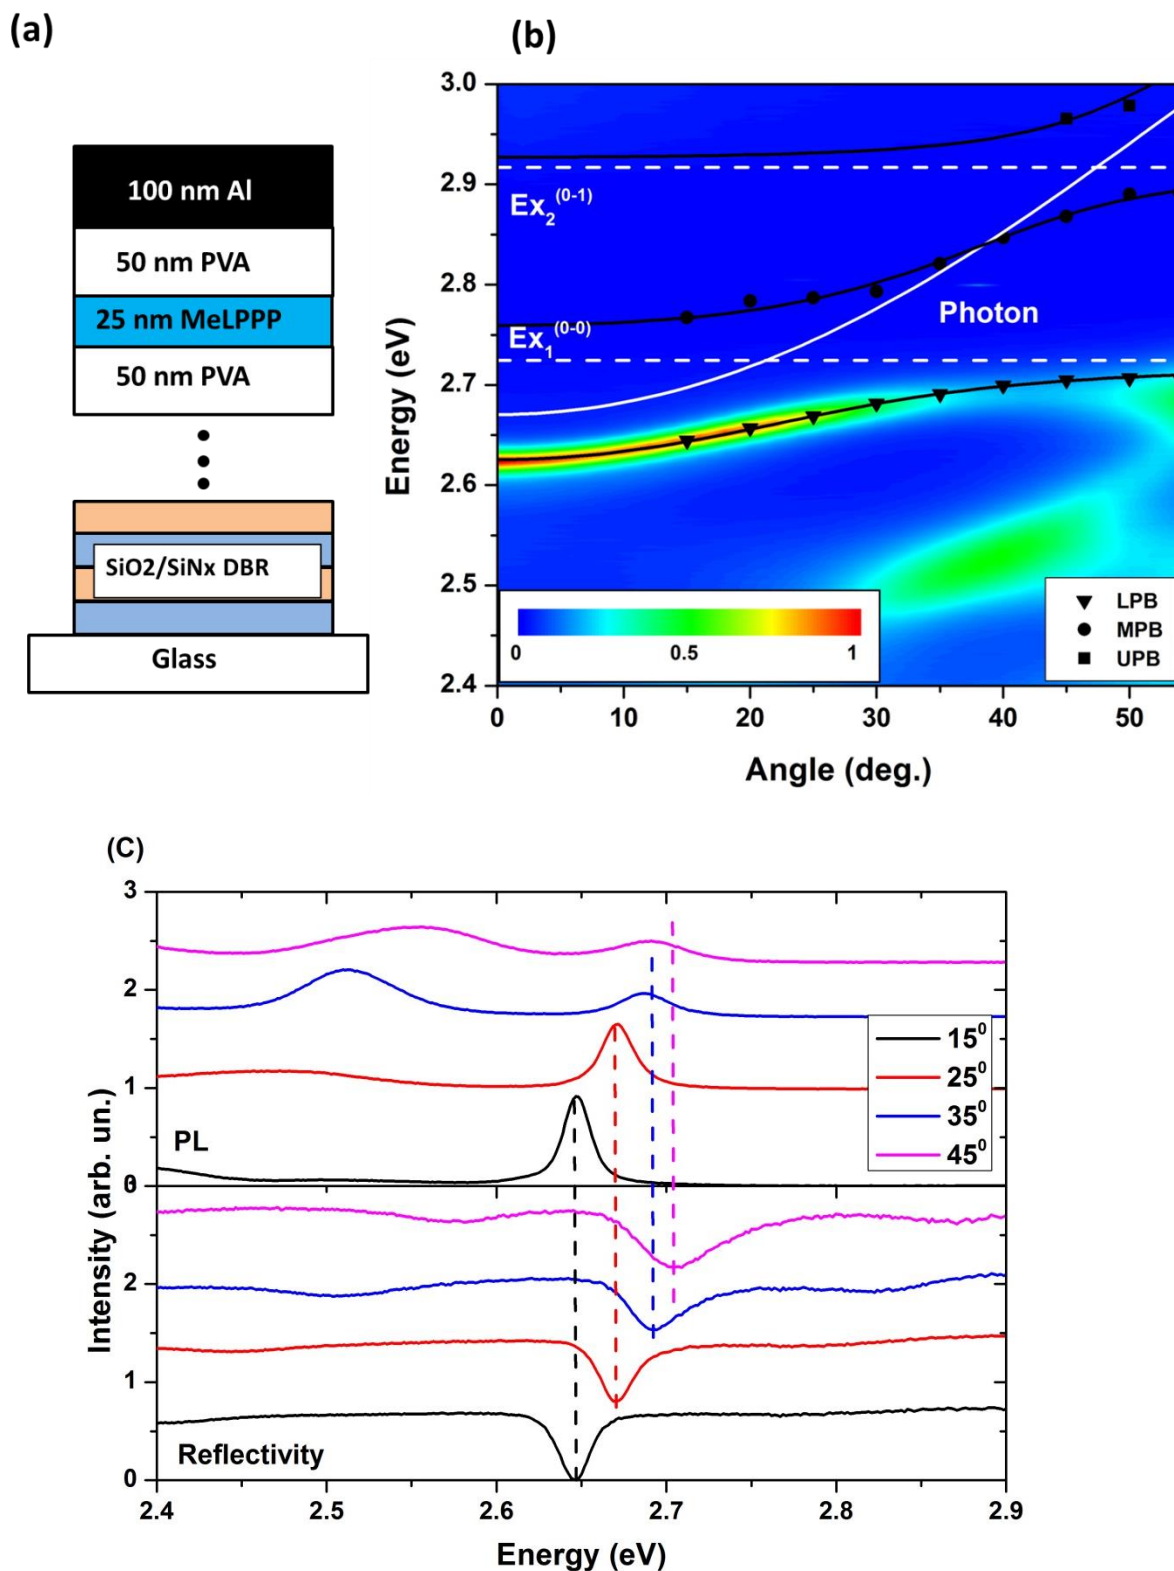 (a)
100 nm Al
50 nm PVA
25 nm MeLPPP
50 nm PVA
SiO2/SiNx DBR
Glass
(b)
3.0
2.9
2.8
2.7
2.6
2.5
2.4
Energy (eV)
Ex₂⁽⁰⁻¹⁾
Ex₁⁽⁰⁻⁰⁾
Photon
0 0.5 1
LPB
MPB
UPB
0 10 20 30 40 50
Angle (deg.)
(C)
3
2
1
0
3
2
1
0
Intensity (arb. un.)
PL
Reflectivity
15⁰
25⁰
35⁰
45⁰
2.4 2.5 2.6 2.7 2.8 2.9
Energy (eV)